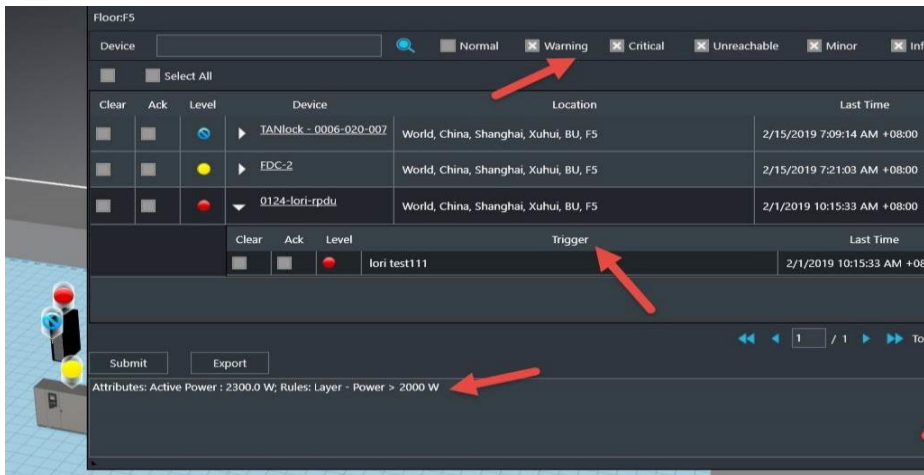 Floor:F5
Device Normal Warning Critical Unreachable Minor Inf
Select All
Clear Ack Level Device Location Last Time
TANlock - 0006-020-007 World, China, Shanghai, Xuhui, BU, F5 2/15/2019 7:09:14 AM +08:00
FDC-2 World, China, Shanghai, Xuhui, BU, F5 2/15/2019 7:21:03 AM +08:00
0124-lori-rpdu World, China, Shanghai, Xuhui, BU, F5 2/1/2019 10:15:33 AM +08:00
Clear Ack Level Trigger Last Time
lori test111 2/1/2019 10:15:33 AM +08
1 / 1 To
Submit Export
Attributes: Active Power : 2300.0 W; Rules: Layer - Power > 2000 W